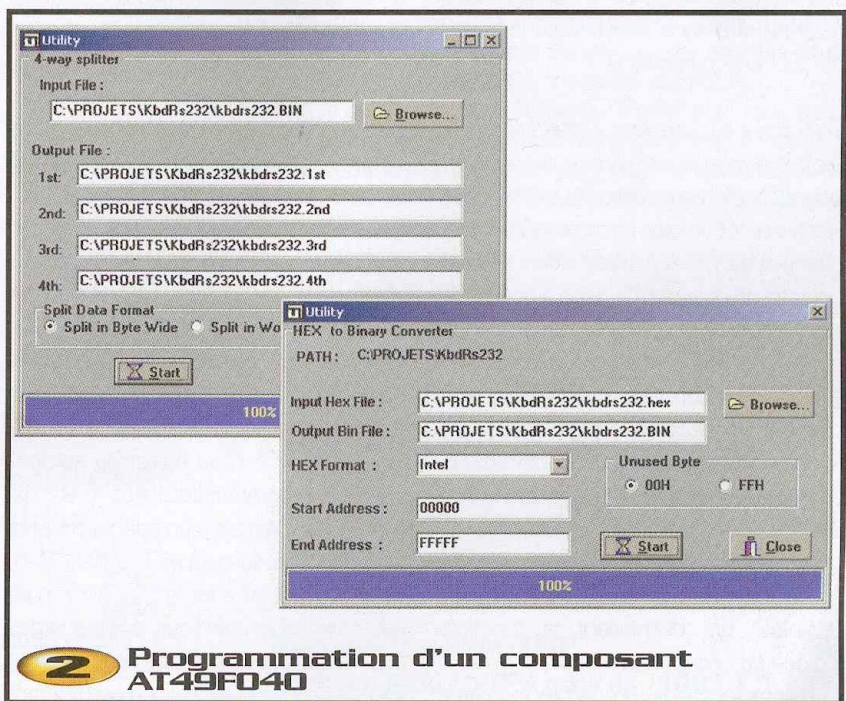 Utility
4-way splitter
Input File :
C:\PROJETS\KbdRs232\kbdrs232.BIN Browse...
Output File :
1st: C:\PROJETS\KbdRs232\kbdrs232.1st
2nd: C:\PROJETS\KbdRs232\kbdrs232.2nd
3rd: C:\PROJETS\KbdRs232\kbdrs232.3rd
4th: C:\PROJETS\KbdRs232\kbdrs232.4th
Split Data Format
Split in Byte Wide Split in Wo
Start
100%
Utility
HEX to Binary Converter
PATH : C:\PROJETS\KbdRs232
Input Hex File : C:\PROJETS\KbdRs232\kbdrs232.hex Browse...
Output Bin File : C:\PROJETS\KbdRs232\kbdrs232.BIN
HEX Format : Intel
Unused Byte
00H FFH
Start Address : 00000
End Address : FFFFF
Start Close
100%
2 Programmation d'un composant
AT49F040